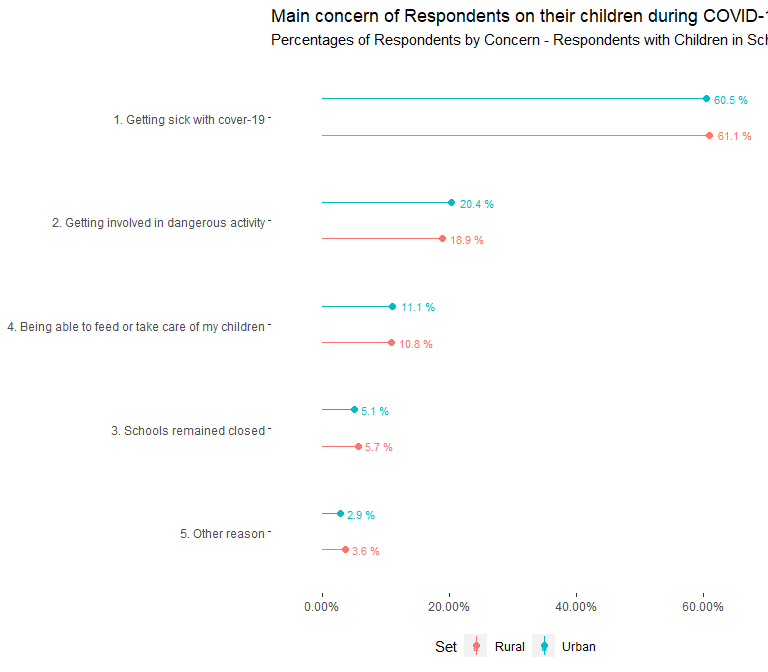 Main concern of Respondents on their children during COVID-1
Percentages of Respondents by Concern - Respondents with Children in Sch
60.5 %
1. Getting sick with cover-19
61.1 %
20.4 %
2. Getting involved in dangerous activity
18.9 %
11.1 %
4. Being able to feed or take care of my children
10.8 %
5.1 %
3. Schools remained closed
5.7 %
2.9 %
5. Other reason
3.6 %
0.00% 20.00% 40.00% 60.00%
Set Rural Urban